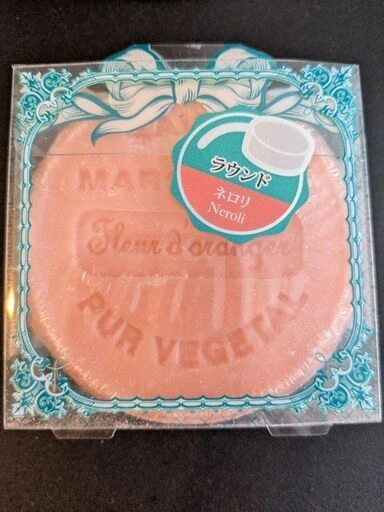 MAR
Fleur d'oranger
PUR VEGETAL
ラウンド
ネロリ
Neroli